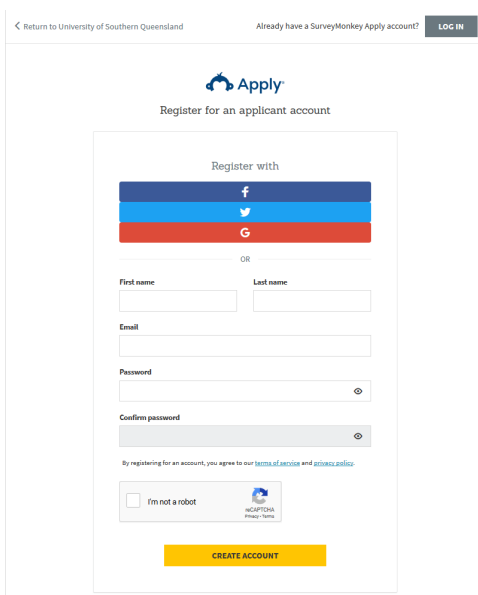 Return to University of Southern Queensland
Already have a SurveyMonkey Apply account?
LOG IN
Apply
Register for an applicant account
Register with
f
G
OR
First name
Last name
Email
Password
Confirm password
By registering for an account, you agree to our terms of service and privacy policy.
I'm not a robot
reCAPTCHA
Privacy - Terms
CREATE ACCOUNT